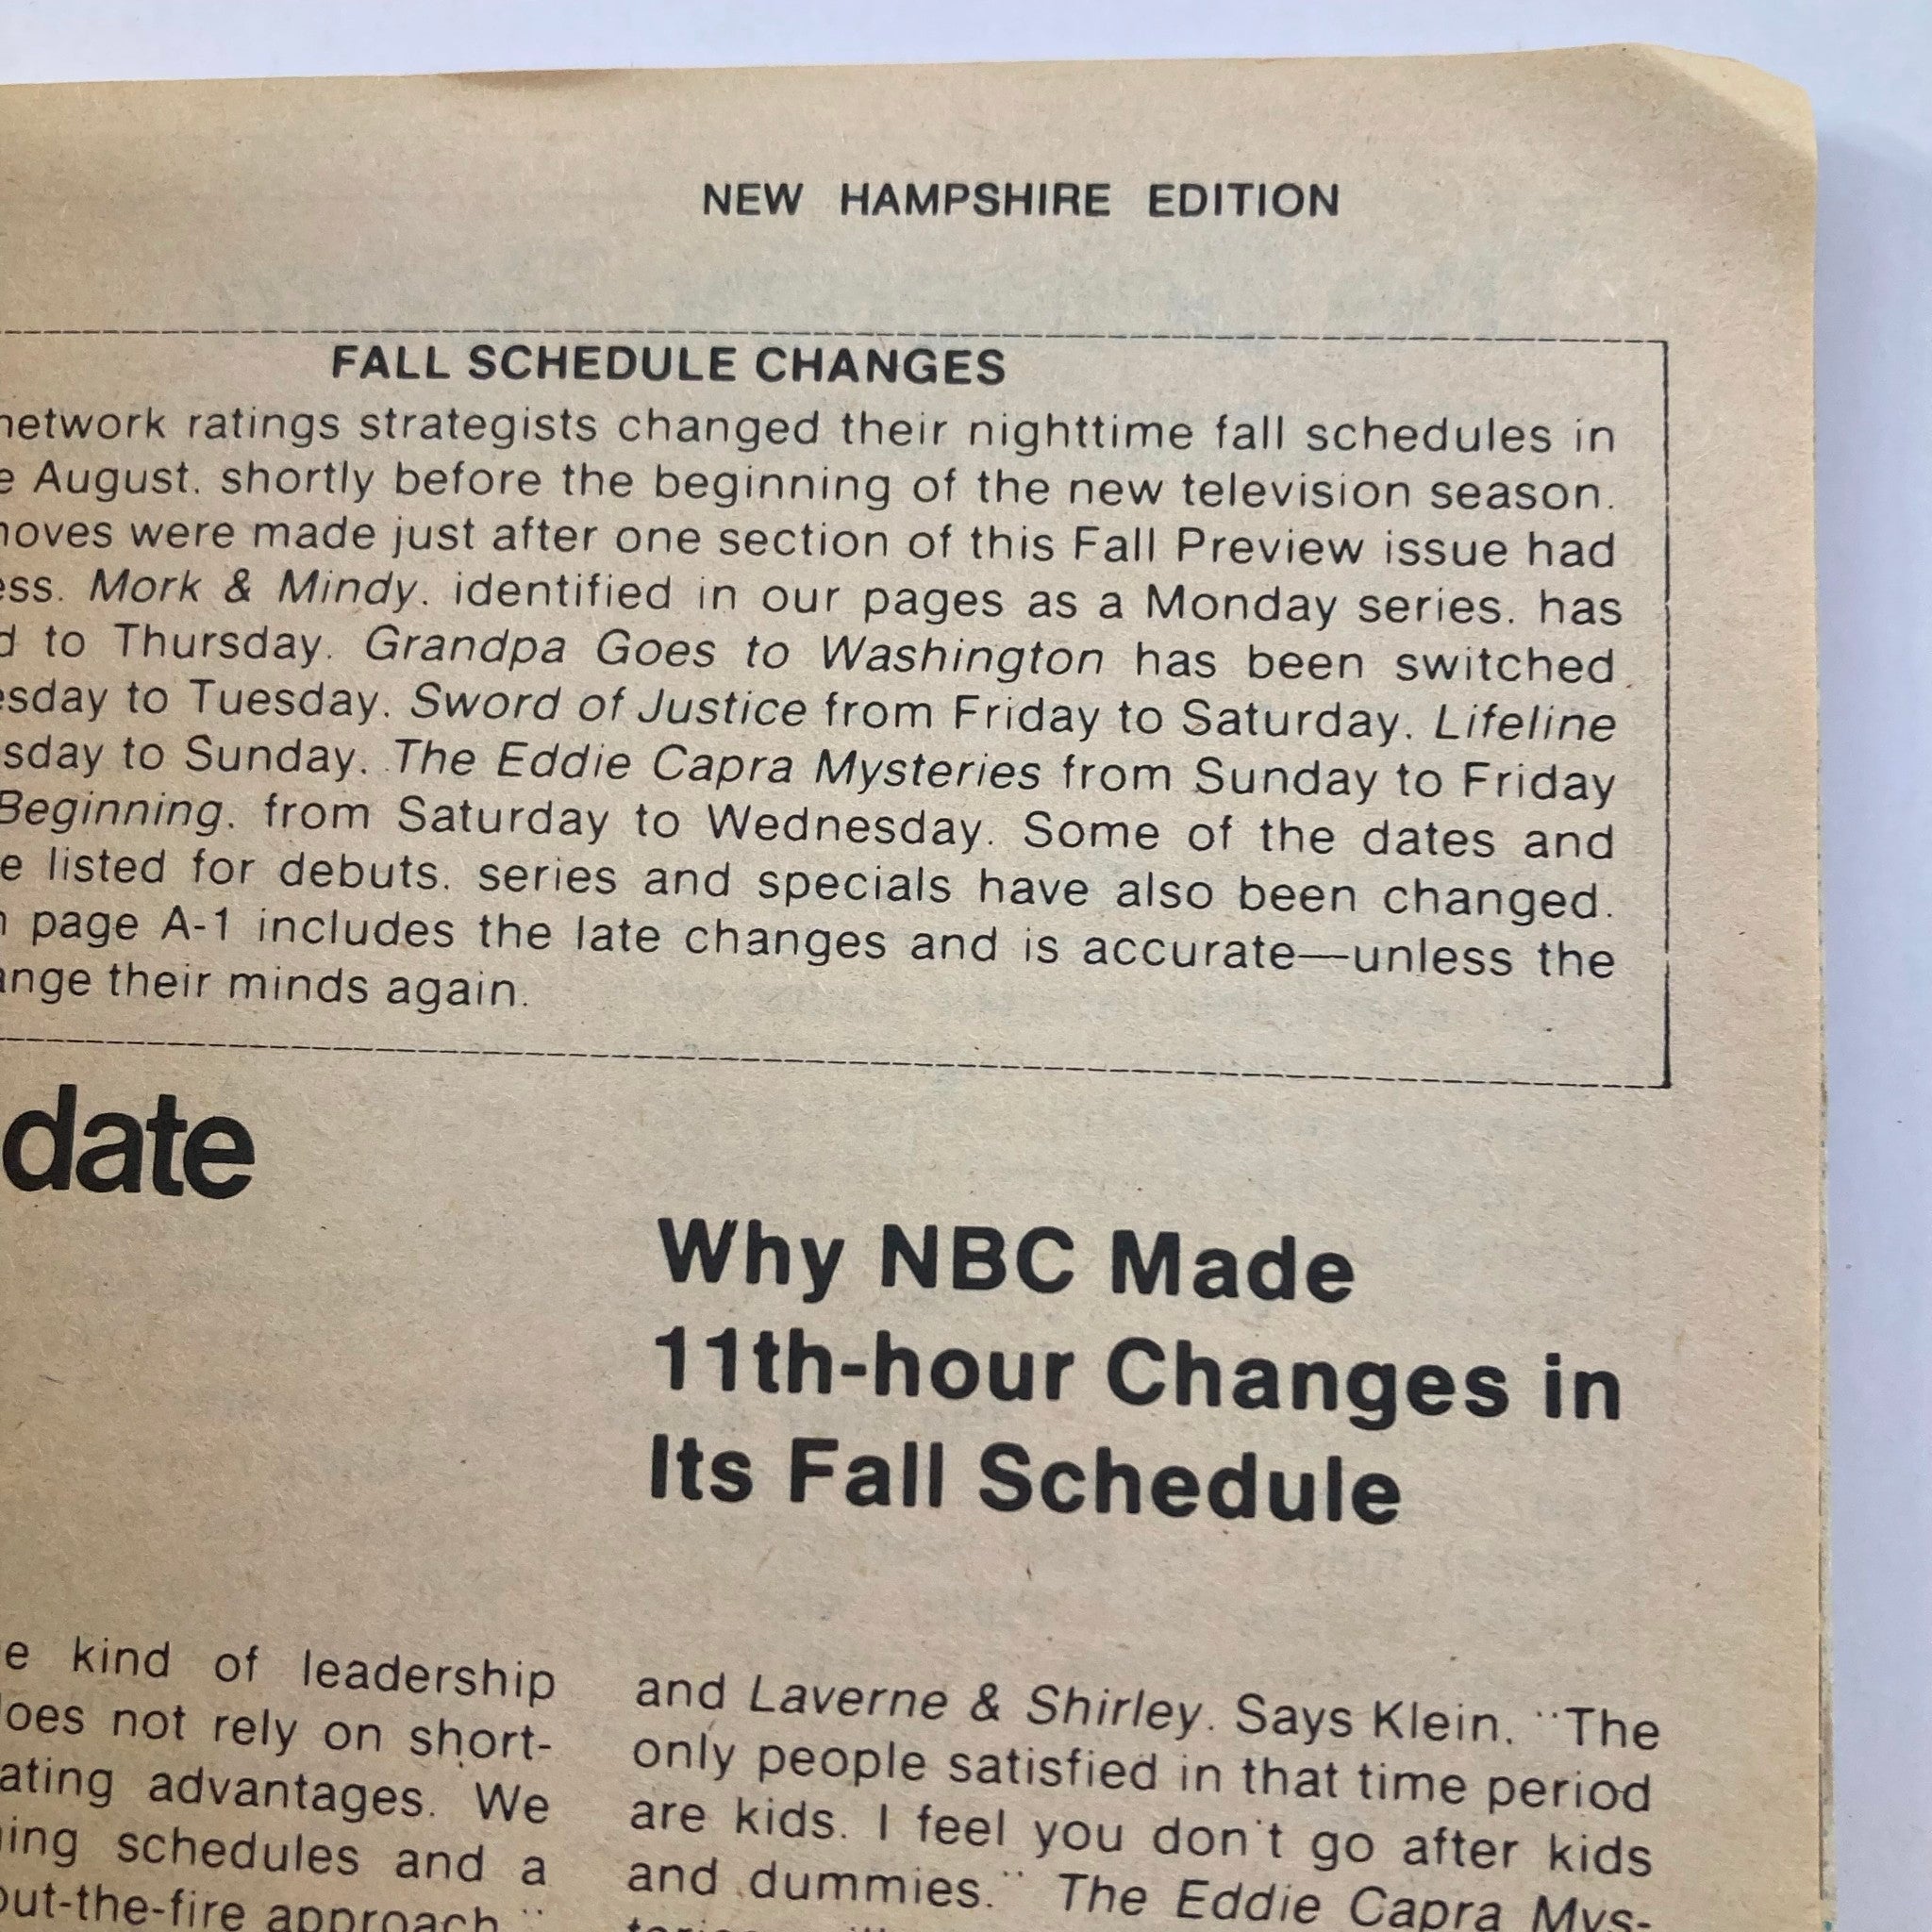 NEW HAMPSHIRE EDITION
FALL SCHEDULE CHANGES
network ratings strategists changed their nighttime fall schedules in
e August, shortly before the beginning of the new television season.
moves were made just after one section of this Fall Preview issue had
ess. Mork & Mindy, identified in our pages as a Monday series, has
d to Thursday. Grandpa Goes to Washington has been switched
esday to Tuesday. Sword of Justice from Friday to Saturday. Lifeline
sday to Sunday. The Eddie Capra Mysteries from Sunday to Friday
Beginning, from Saturday to Wednesday. Some of the dates and
e listed for debuts, series and specials have also been changed.
n page A-1 includes the late changes and is accurate—unless the
ange their minds again.
date
Why NBC Made
11th-hour Changes in
Its Fall Schedule
e kind of leadership
does not rely on short-
ating advantages. We
ning schedules and a
out-the-fire approach."
and Laverne & Shirley. Says Klein, "The
only people satisfied in that time period
are kids. I feel you don't go after kids
and dummies." The Eddie Capra Mys-